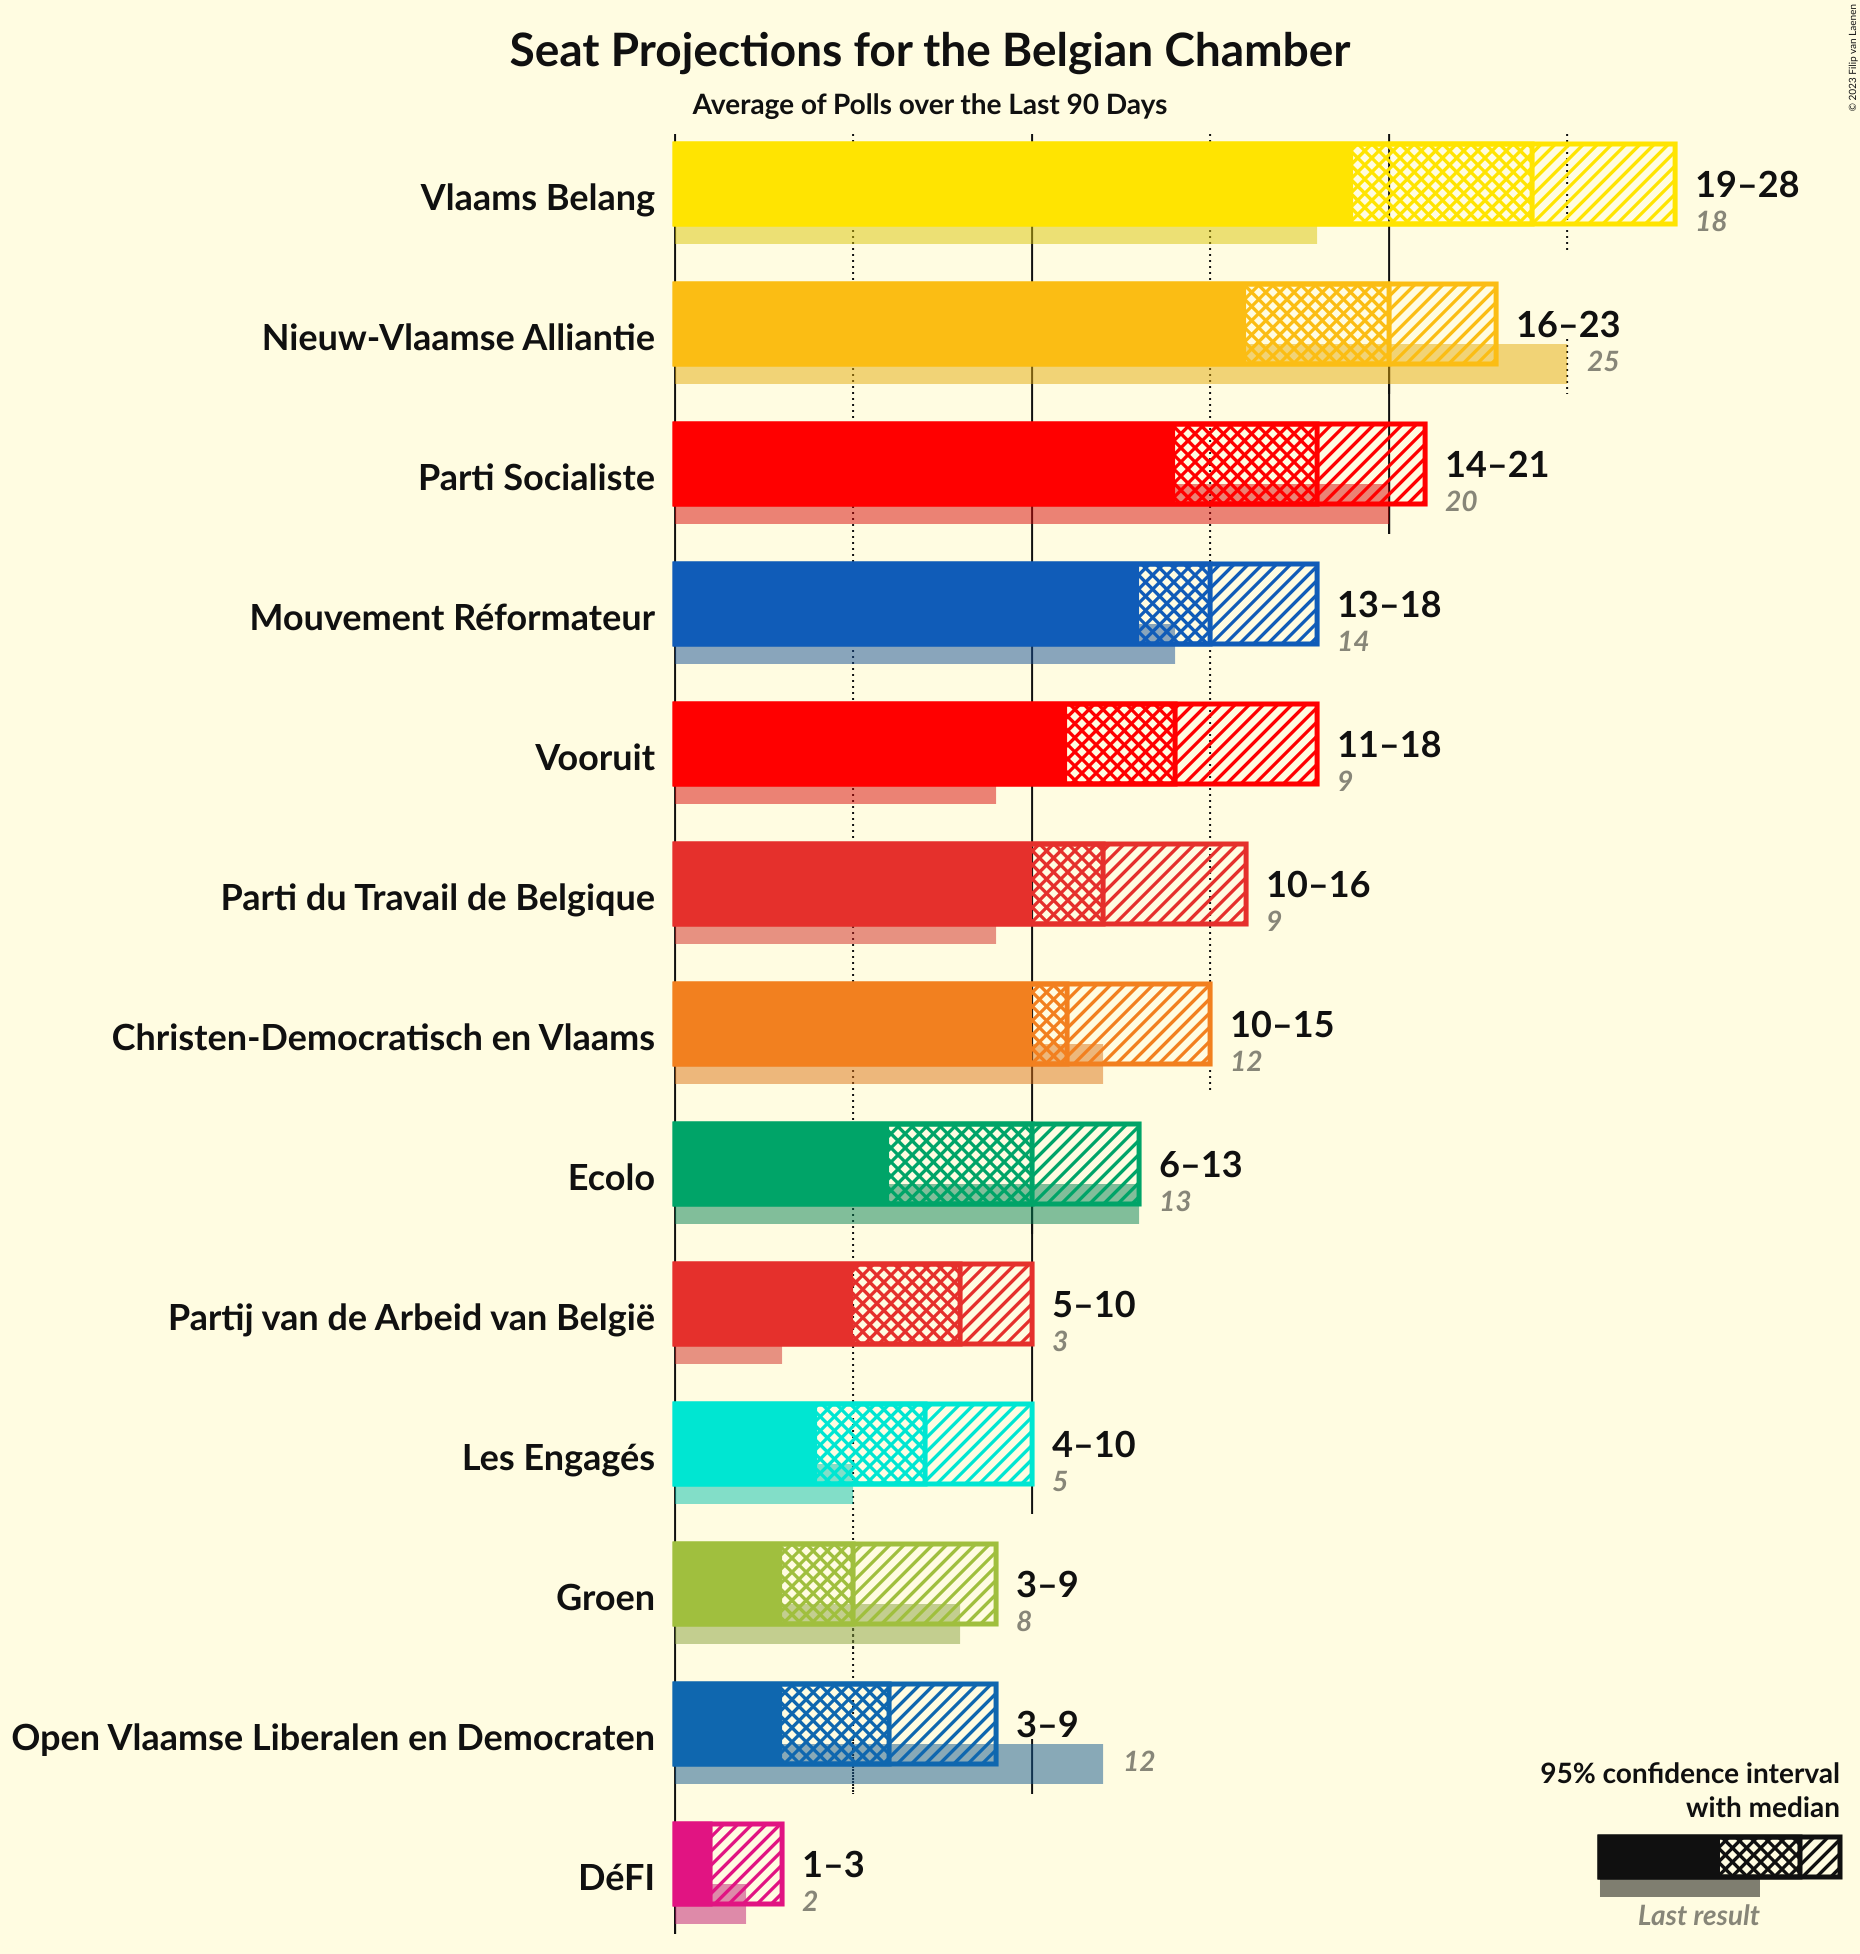 Seat Projections for the Belgian Chamber
Average of Polls over the Last 90 Days
© 2023 Filip van Laenen
Vlaams Belang
19–28
18
Nieuw-Vlaamse Alliantie
16–23
25
Parti Socialiste
14–21
20
Mouvement Réformateur
13–18
14
Vooruit
11–18
9
Parti du Travail de Belgique
10–16
9
Christen-Democratisch en Vlaams
10–15
12
Ecolo
6–13
13
Partij van de Arbeid van België
5–10
3
Les Engagés
4–10
5
Groen
3–9
8
Open Vlaamse Liberalen en Democraten
3–9
12
DéFI
1–3
2
95% confidence interval
with median
Last result